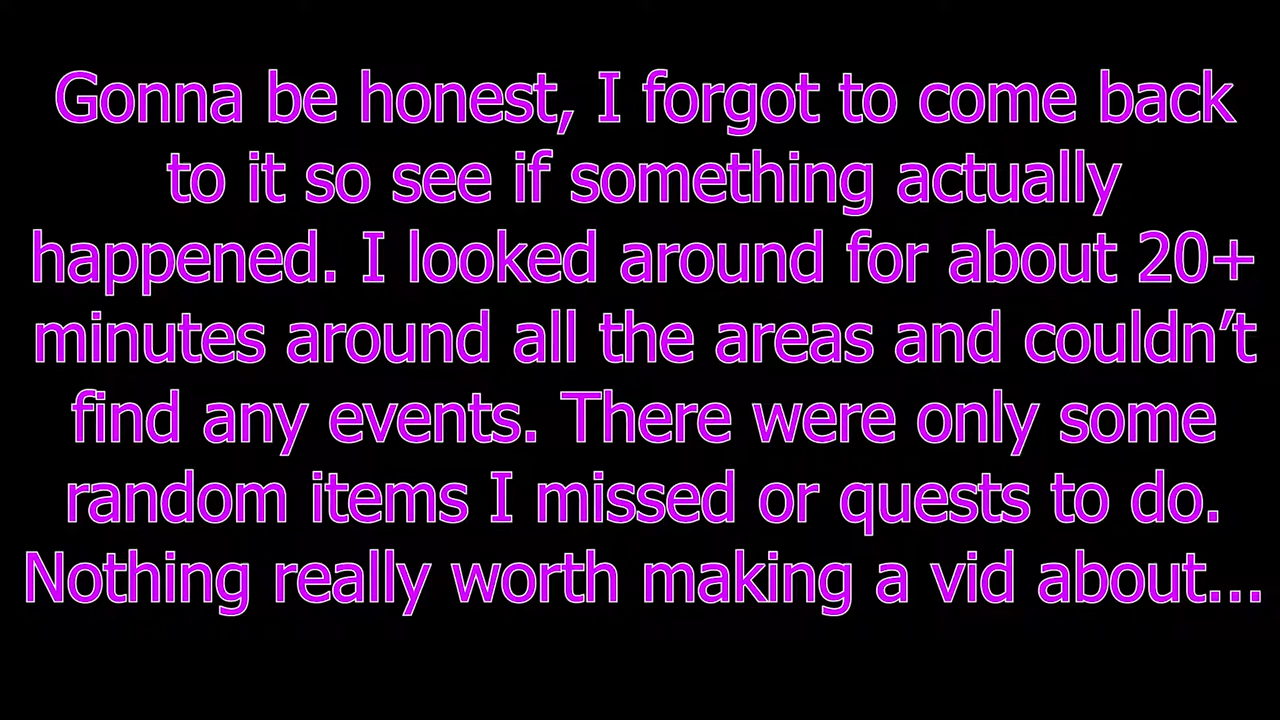 Gonna be honest, I forgot to come back
to it so see if something actually
happened. I looked around for about 20+
minutes around all the areas and couldn’t
find any events. There were only some
random items I missed or quests to do.
Nothing really worth making a vid about...